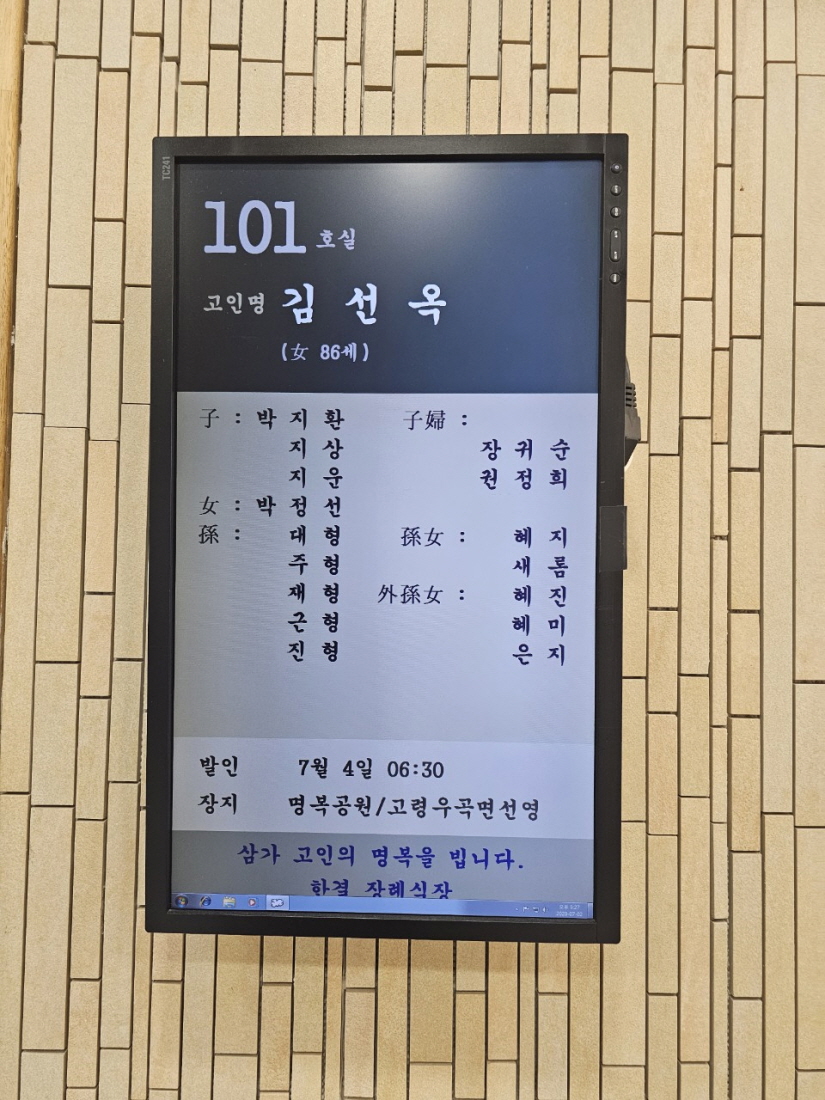 TC241
101 호실
고인명 김 선 옥
(女 86세)
子 : 박 지 환 子婦 :
지 상 장 귀 순
지 운 권 정 희
女 : 박 정 선
孫 : 대 형 孫女 : 혜 지
주 형 새 롬
재 형 外孫女 : 혜 진
근 형 혜 미
진 형 은 지
발인 7월 4일 06:30
장지 명복공원/고령우곡면선영
삼가 고인의 명복을 빕니다.
한결 장례식장